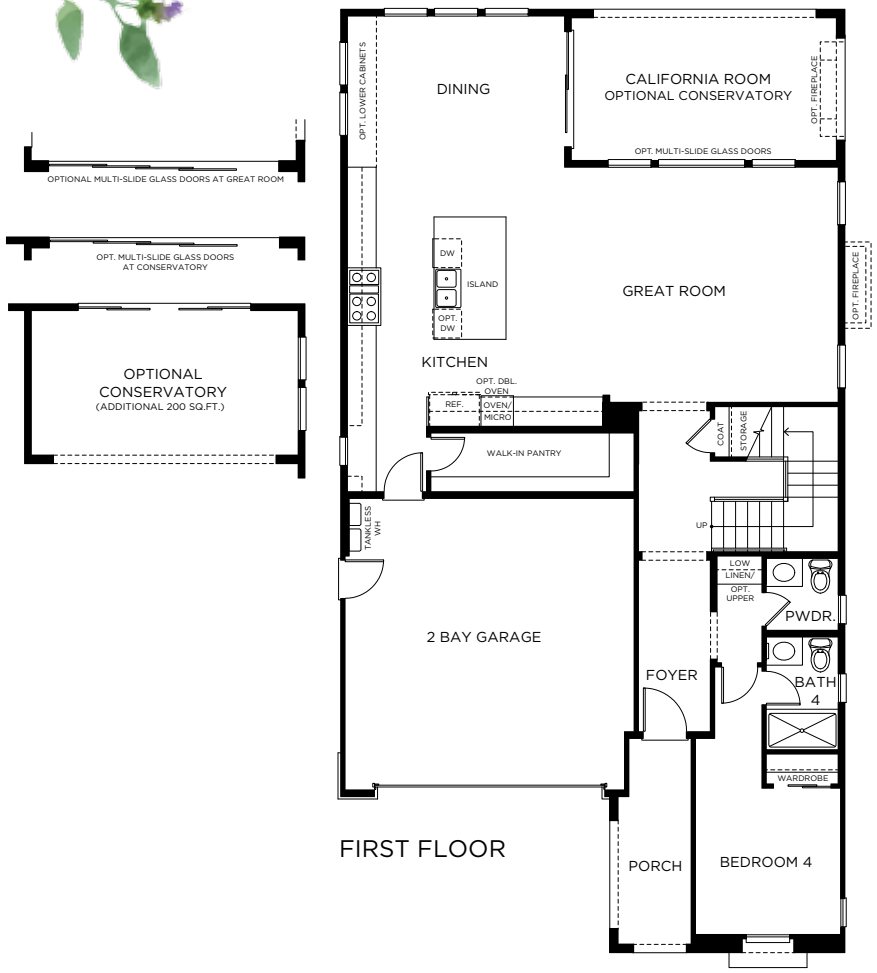 OPTIONAL MULTI-SLIDE GLASS DOORS AT GREAT ROOM
OPT. MULTI-SLIDE GLASS DOORS
AT CONSERVATORY
OPTIONAL
CONSERVATORY
(ADDITIONAL 200 SQ.FT.)
OPT. LOWER CABINETS
DINING
CALIFORNIA ROOM
OPTIONAL CONSERVATORY
OPT. FIREPLACE
OPT. MULTI-SLIDE GLASS DOORS
DW
ISLAND
OPT.
DW
GREAT ROOM
OPT. FIREPLACE
KITCHEN
OPT. DBL.
OVEN
REF.
OVEN/
MICRO
WALK-IN PANTRY
COAT
STORAGE
UP
TANKLESS
WH
LOW
LINEN/
OPT.
UPPER
PWDR.
2 BAY GARAGE
FOYER
BATH
4
WARDROBE
FIRST FLOOR
PORCH
BEDROOM 4